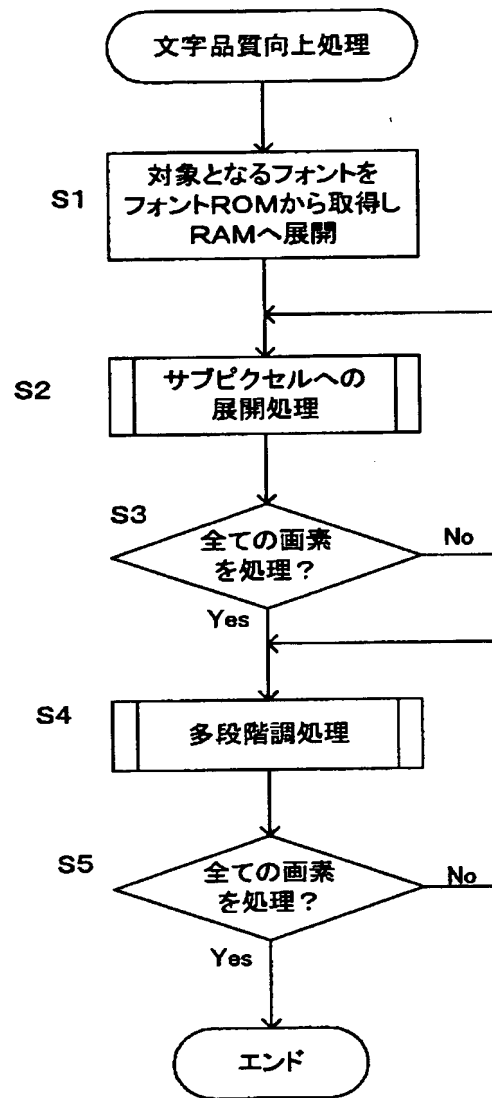 文字品質向上処理
S1
対象となるフォントを
フォントROMから取得し
RAMへ展開
S2
サブピクセルへの
展開処理
S3
全ての画素
を処理?
No
Yes
S4
多段階調処理
S5
全ての画素
を処理?
No
Yes
エンド